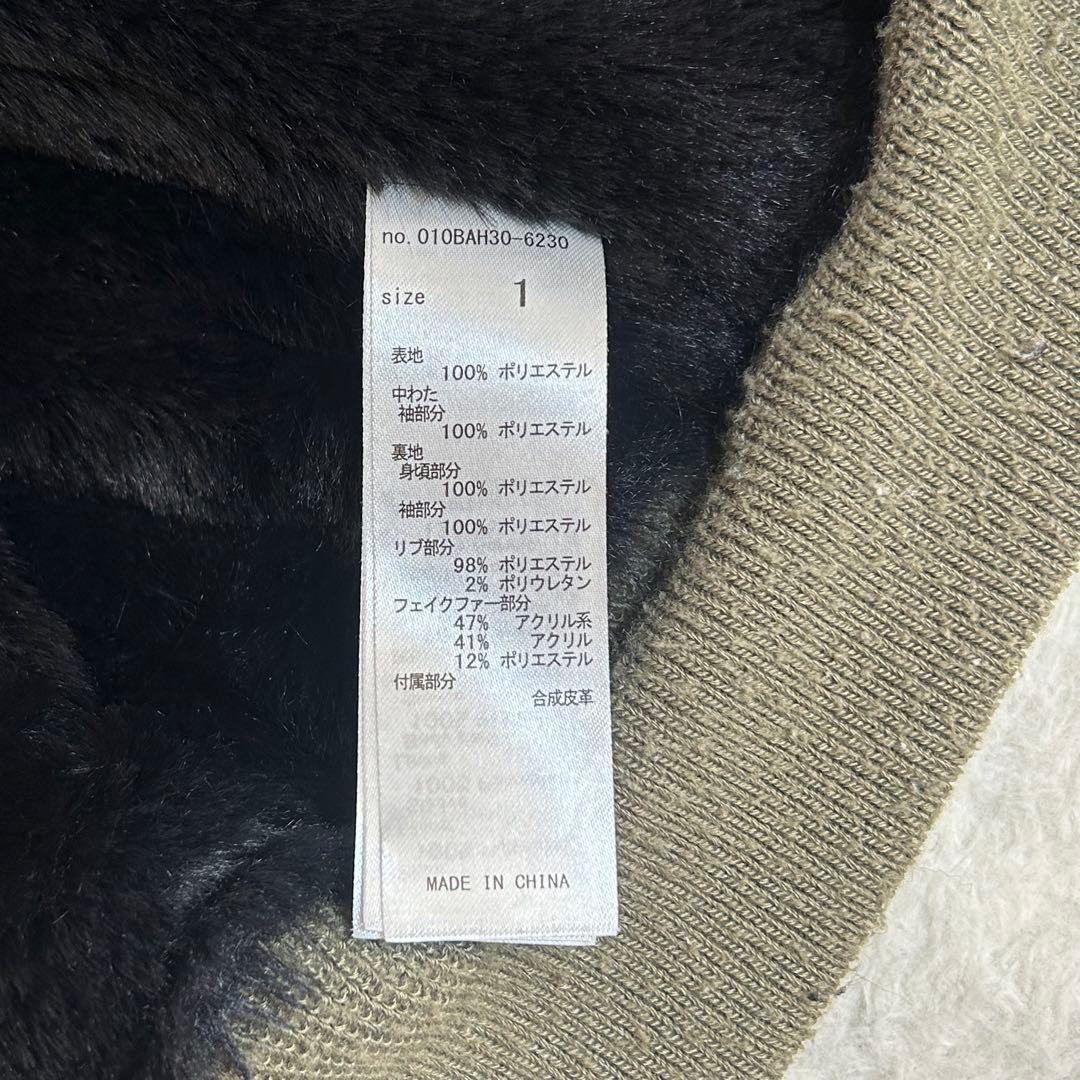 no. 010BAH30-6230
size 1
表地
100% ポリエステル
中わた
袖部分
100% ポリエステル
裏地
身頃部分
100% ポリエステル
袖部分
100% ポリエステル
リブ部分
98% ポリエステル
2% ポリウレタン
フェイクファー部分
47% アクリル系
41% アクリル
12% ポリエステル
付属部分
合成皮革
MADE IN CHINA